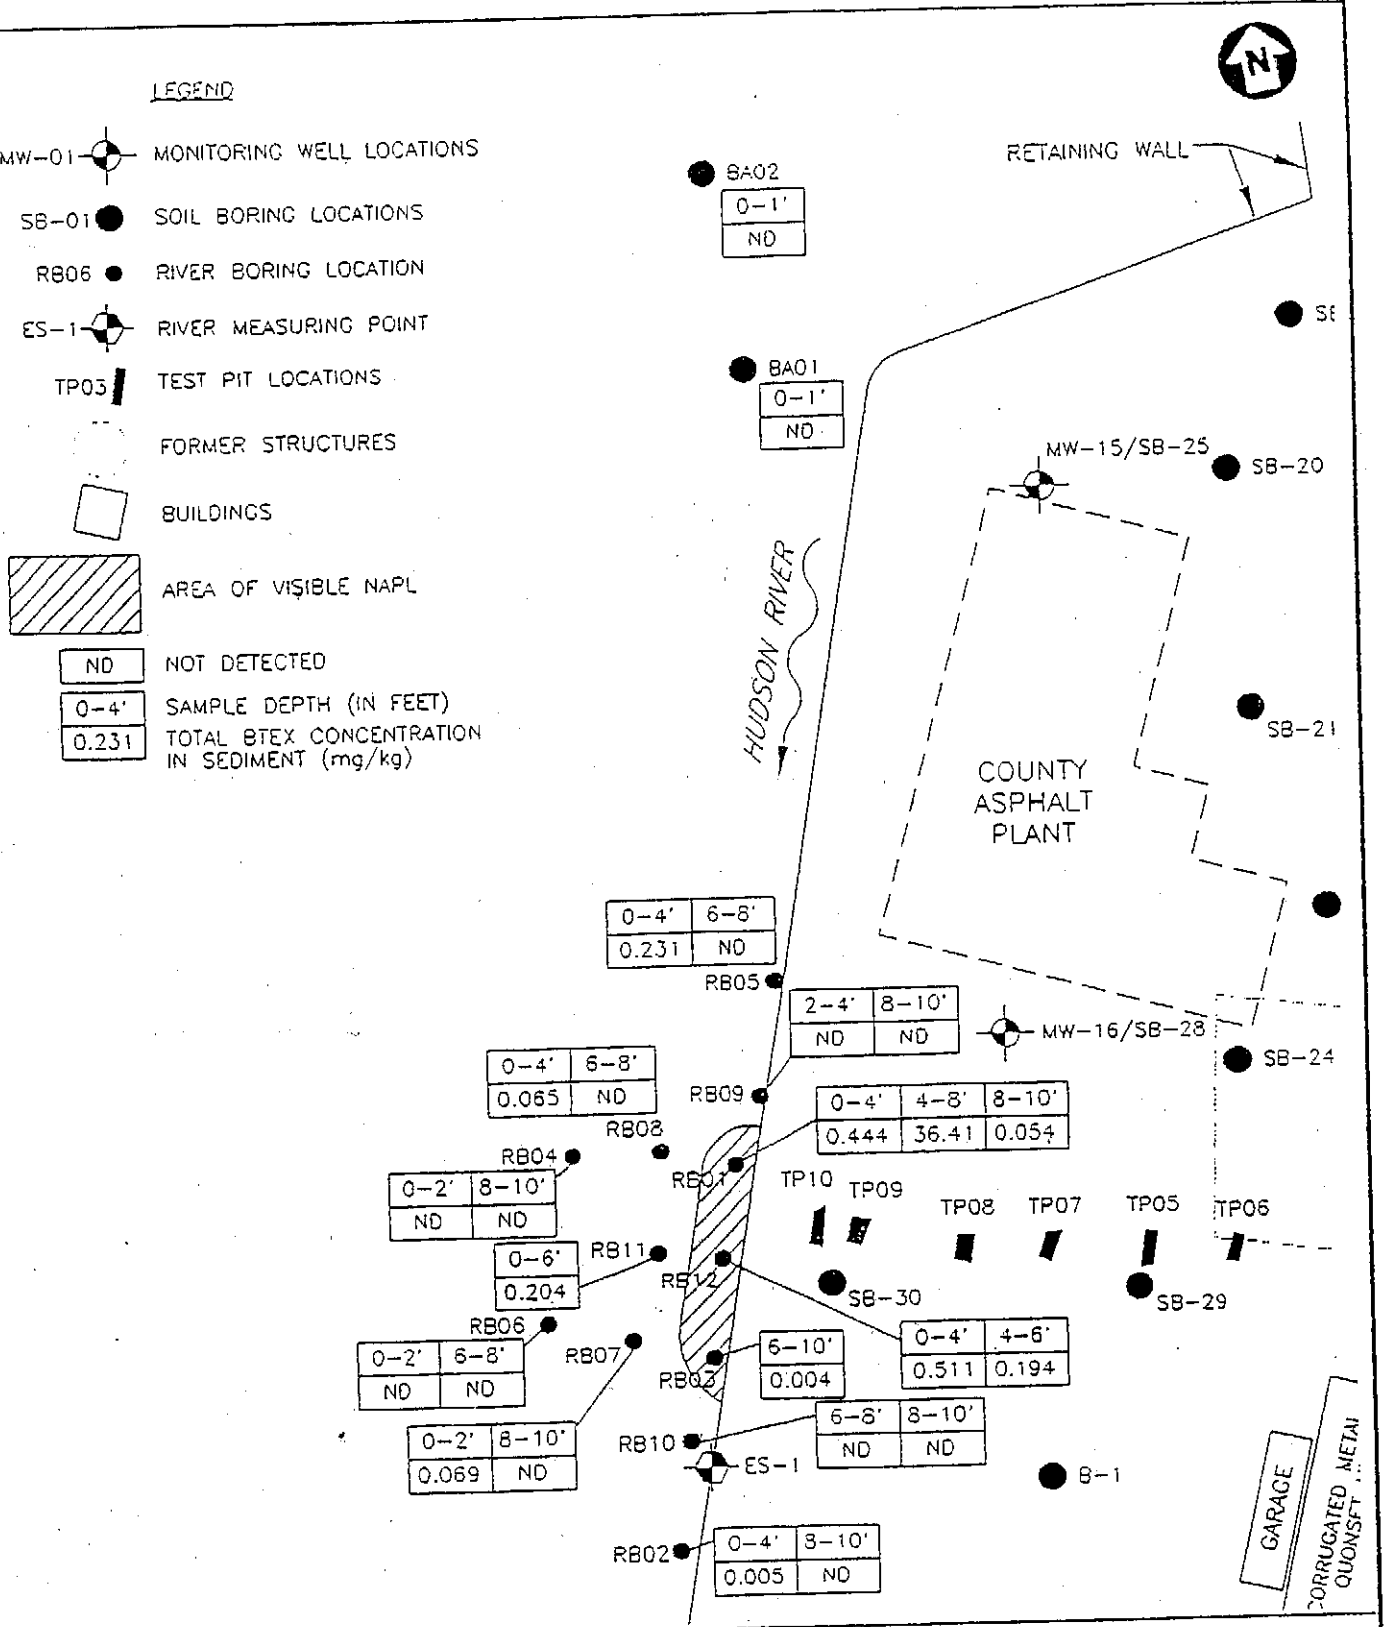 N
LEGEND
MW-01 MONITORING WELL LOCATIONS
SB-01 SOIL BORING LOCATIONS
RB06 RIVER BORING LOCATION
ES-1 RIVER MEASURING POINT
TP03 TEST PIT LOCATIONS
FORMER STRUCTURES
BUILDINGS
AREA OF VISIBLE NAPL
ND NOT DETECTED
0-4' SAMPLE DEPTH (IN FEET)
0.231 TOTAL BTEX CONCENTRATION
IN SEDIMENT (mg/kg)
RETAINING WALL
BA02
0-1'
ND
BA01
0-1'
ND
MW-15/SB-25
SB-20
HUDSON RIVER
SB-21
COUNTY
ASPHALT
PLANT
0-4' 6-8'
0.231 ND
RB05
2-4' 8-10'
ND ND
MW-16/SB-28
SB-24
0-4' 6-8'
0.065 ND
RB09
RB08
0-4' 4-8' 8-10'
0.444 36.41 0.054
RB04
RB01
0-2' 8-10'
ND ND
TP10
TP09
TP08
TP07
TP05
TP06
RB11
0-6'
0.204
RB12
SB-30
SB-29
RB06
0-2' 6-8'
ND ND
RB07
0-4' 4-6'
0.511 0.194
6-10'
0.004
RB03
0-2' 8-10'
0.069 ND
6-8' 8-10'
ND ND
RB10
ES-1
B-1
RB02
0-4' 8-10'
0.005 ND
GARAGE
CORRUGATED METAL
QUONSET